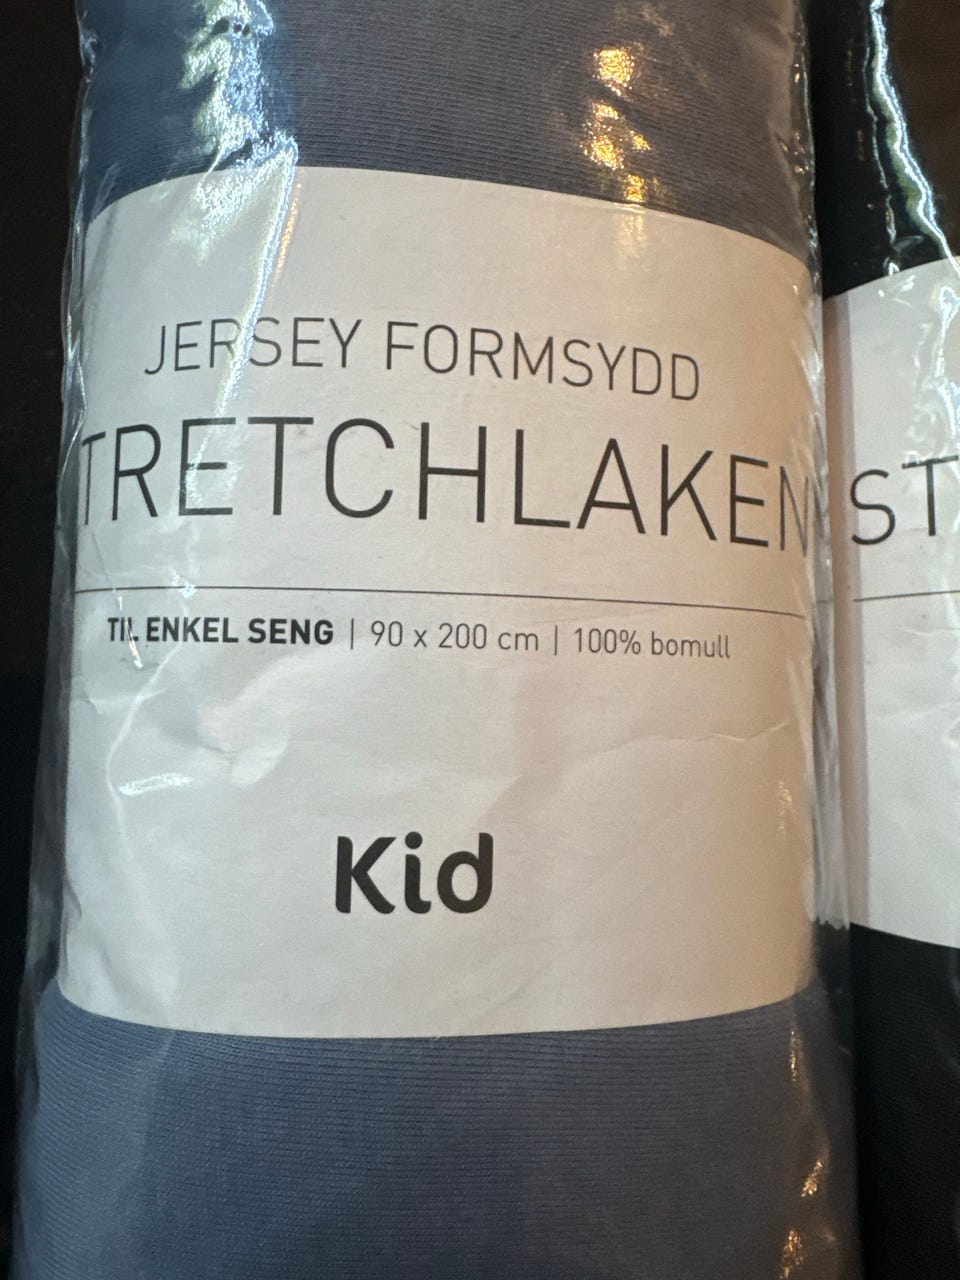 JERSEY FORMSYDD
TRETCHLAKEN
TIL ENKEL SENG | 90 x 200 cm | 100% bomull
Kid
ST